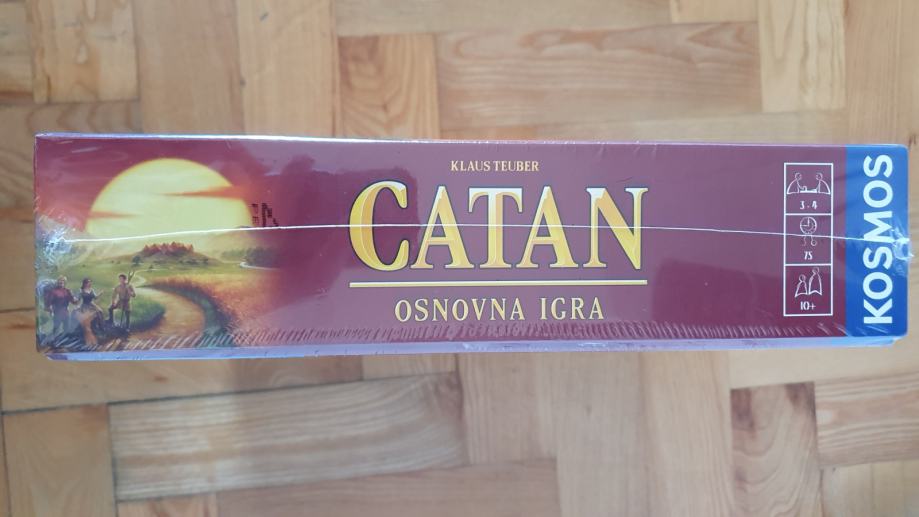 KLAUS TEUBER
CATAN
OSNOVNA IGRA
3 - 4
75
10+
KOSMOS